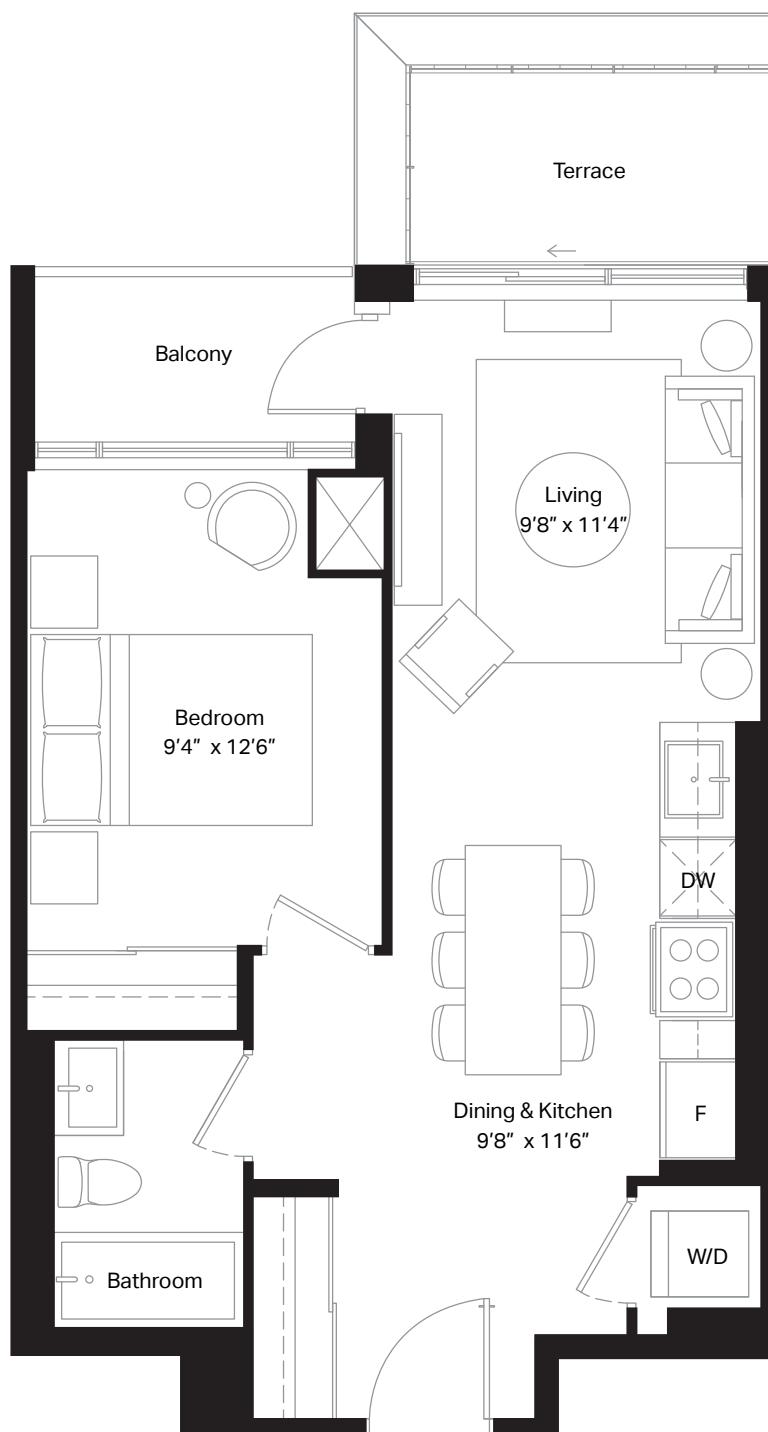 Terrace
Balcony
Living
9'8" x 11'4"
Bedroom
9'4" x 12'6"
DW
Dining & Kitchen
9'8" x 11'6"
F
W/D
Bathroom